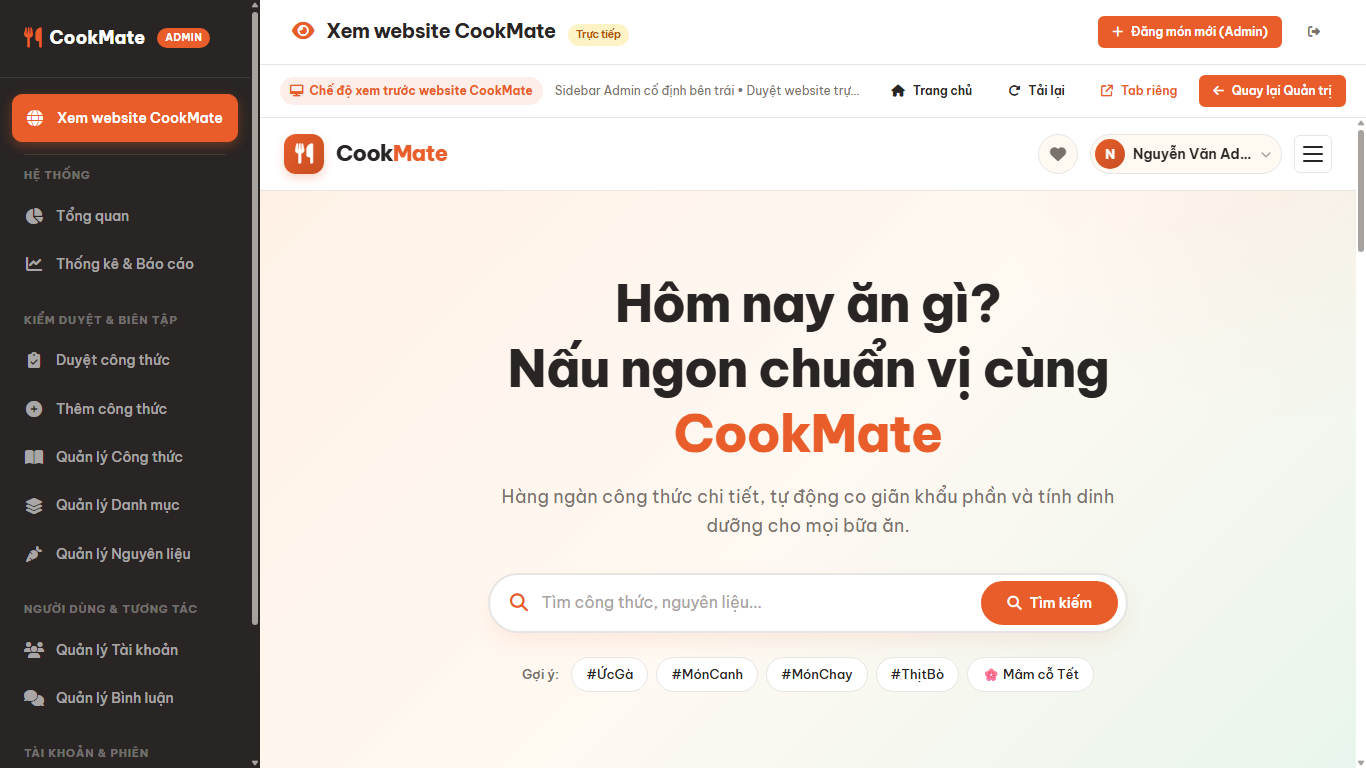 CookMate ADMIN
Xem website CookMate
HỆ THỐNG
Tổng quan
Thống kê & Báo cáo
KIỂM DUYỆT & BIÊN TẬP
Duyệt công thức
Thêm công thức
Quản lý Công thức
Quản lý Danh mục
Quản lý Nguyên liệu
NGƯỜI DÙNG & TƯƠNG TÁC
Quản lý Tài khoản
Quản lý Bình luận
TÀI KHOẢN & PHIÊN
Xem website CookMate Trực tiếp
Đăng món mới (Admin)
Chế độ xem trước website CookMate Sidebar Admin cố định bên trái • Duyệt website trự... Trang chủ Tải lại Tab riêng Quay lại Quản trị
CookMate
N Nguyễn Văn Ad...
Hôm nay ăn gì?
Nấu ngon chuẩn vị cùng
CookMate
Hàng ngàn công thức chi tiết, tự động co giãn khẩu phần và tính dinh
dưỡng cho mọi bữa ăn.
Tìm công thức, nguyên liệu... Tìm kiếm
Gợi ý: #ỨcGà #MónCanh #MónChay #ThịtBò Mâm cỗ Tết